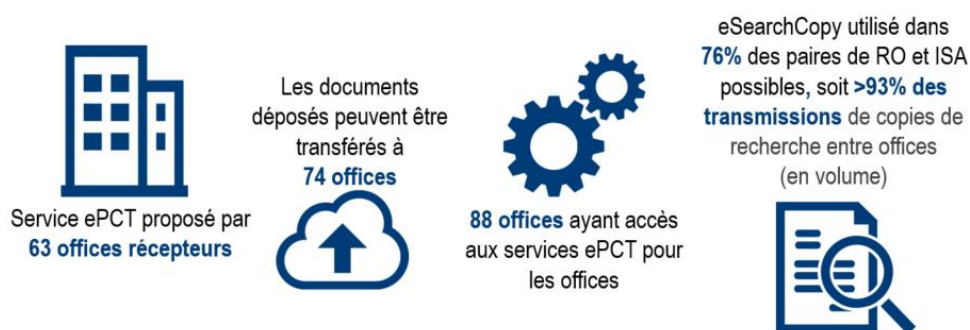 Service ePCT proposé par
63 offices récepteurs
Les documents
déposés peuvent être
transférés à
74 offices
88 offices ayant accès
aux services ePCT pour
les offices
eSearchCopy utilisé dans
76% des paires de RO et ISA
possibles, soit >93% des
transmissions de copies de
recherche entre offices
(en volume)